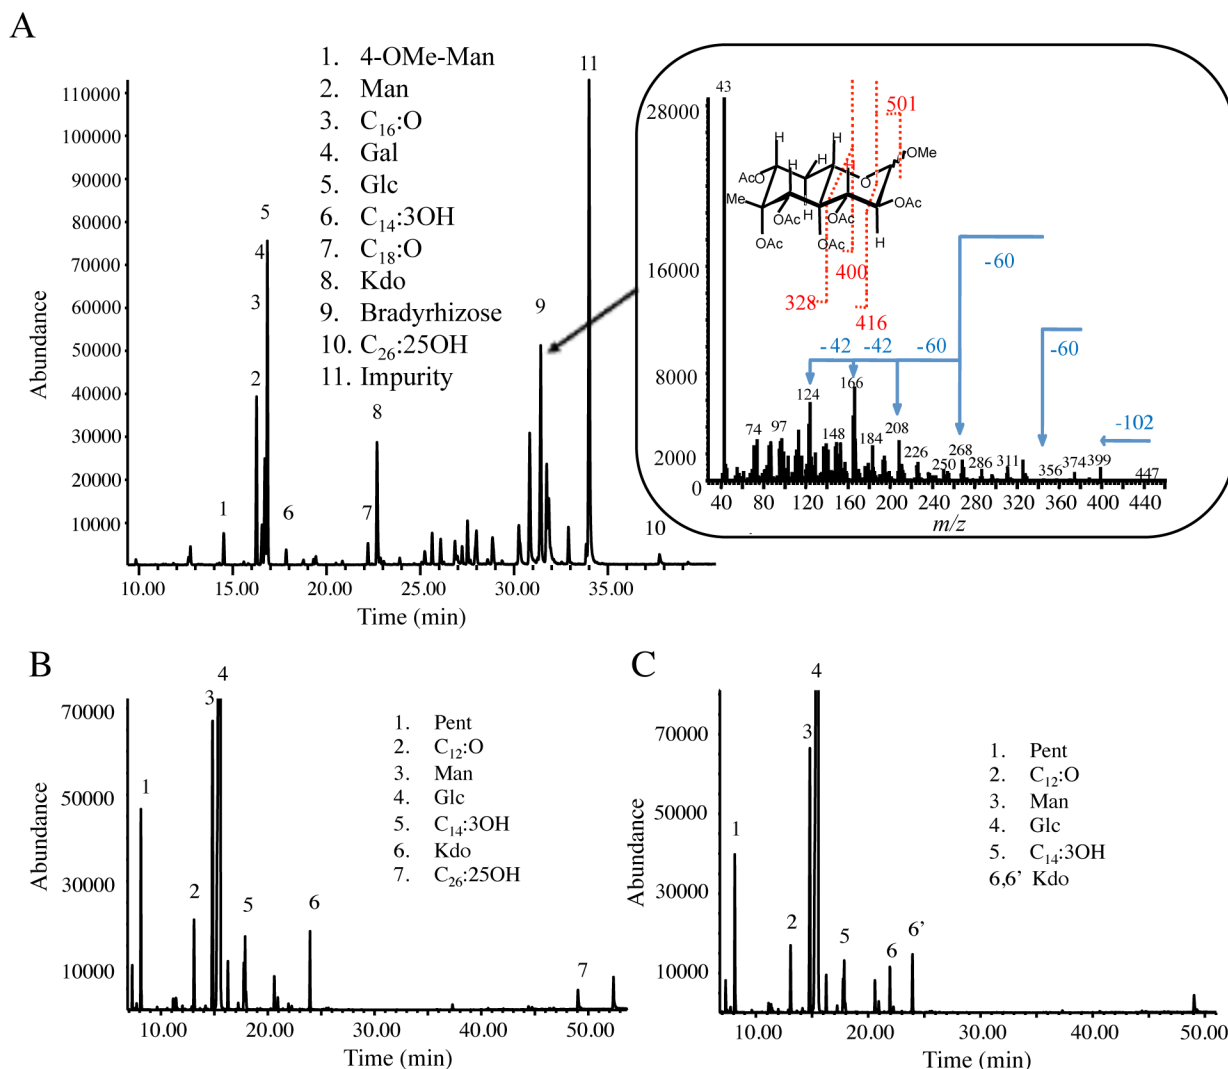 A
1. 4-OMe-Man
2. Man
3. C16:O
4. Gal
5. Glc
6. C14:3OH
7. C18:O
8. Kdo
9. Bradyrhizose
10. C26:25OH
11. Impurity
Abundance
110000
100000
90000
80000
70000
60000
50000
40000
30000
20000
10000
1
2
3
4
5
6
7
8
9
10
11
10.00 15.00 20.00 25.00 30.00 35.00
Time (min)
28000
16000
8000
2000
0
43
501
H
H
H
H
H
OMe
AcO
O
Me
OAc
H
OAc
OAc
OAc
OAc
H
400
328
416
-60
-42 -42 -60
-60
-102
74 97 124 148 166 184 208 226 250 268 286 311 356 374 399 447
40 80 120 160 200 240 280 320 360 400 440
m/z
B
Abundance
70000
50000
30000
10000
1
2
3
4
5
6
7
1. Pent
2. C12:O
3. Man
4. Glc
5. C14:3OH
6. Kdo
7. C26:25OH
10.00 20.00 30.00 40.00 50.00
Time (min)
C
Abundance
70000
50000
30000
10000
1
2
3
4
5
6
6’
1. Pent
2. C12:O
3. Man
4. Glc
5. C14:3OH
6,6’ Kdo
10.00 20.00 30.00 40.00 50.00
Time (min)